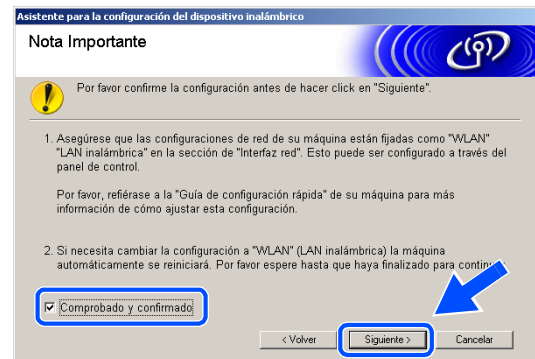 Asistente para la configuración del dispositivo inalámbrico
Nota Importante
Por favor confirme la configuración antes de hacer click en "Siguiente".
1. Asegúrese que las configuraciones de red de su máquina están fijadas como "WLAN"
"LAN inalámbrica" en la sección de "Interfaz red". Esto puede ser configurado a través del
panel de control.
Por favor, refiérase a la "Guía de configuración rápida" de su máquina para más
información de cómo ajustar esta configuración.
2. Si necesita cambiar la configuración a "WLAN" (LAN inalámbrica) la máquina
automáticamente se reiniciará. Por favor espere hasta que haya finalizado para
Comprobado y confirmado
< Volver
Siguiente >
Cancelar